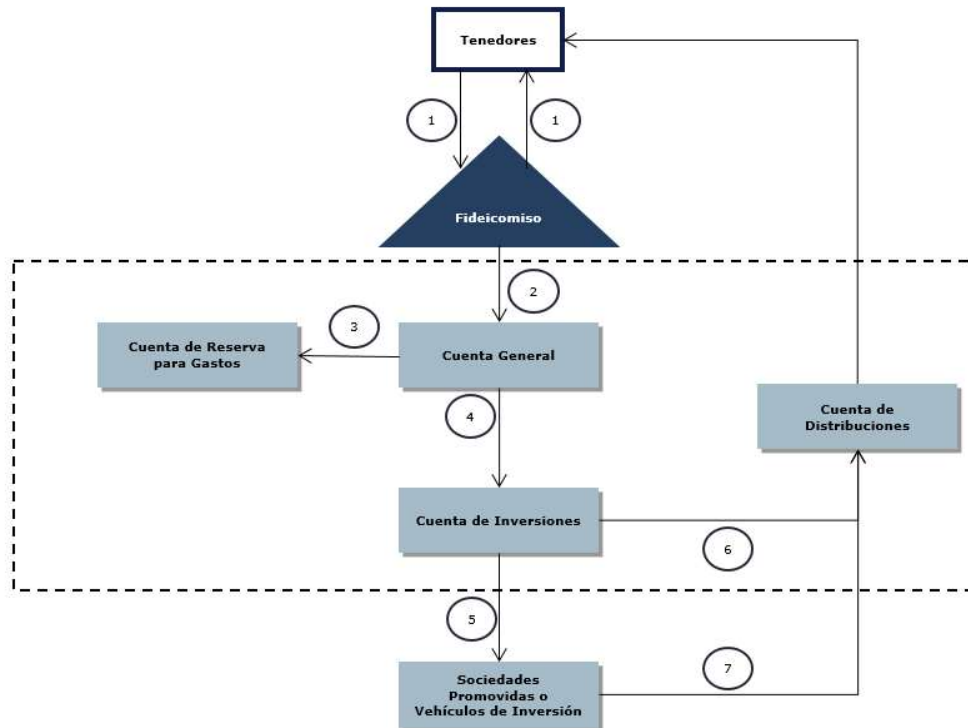 Tenedores
1
1
Fideicomiso
2
3
Cuenta de Reserva
para Gastos
Cuenta General
4
Cuenta de
Distribuciones
Cuenta de Inversiones
6
5
Sociedades
Promovidas o
Vehículos de Inversión
7